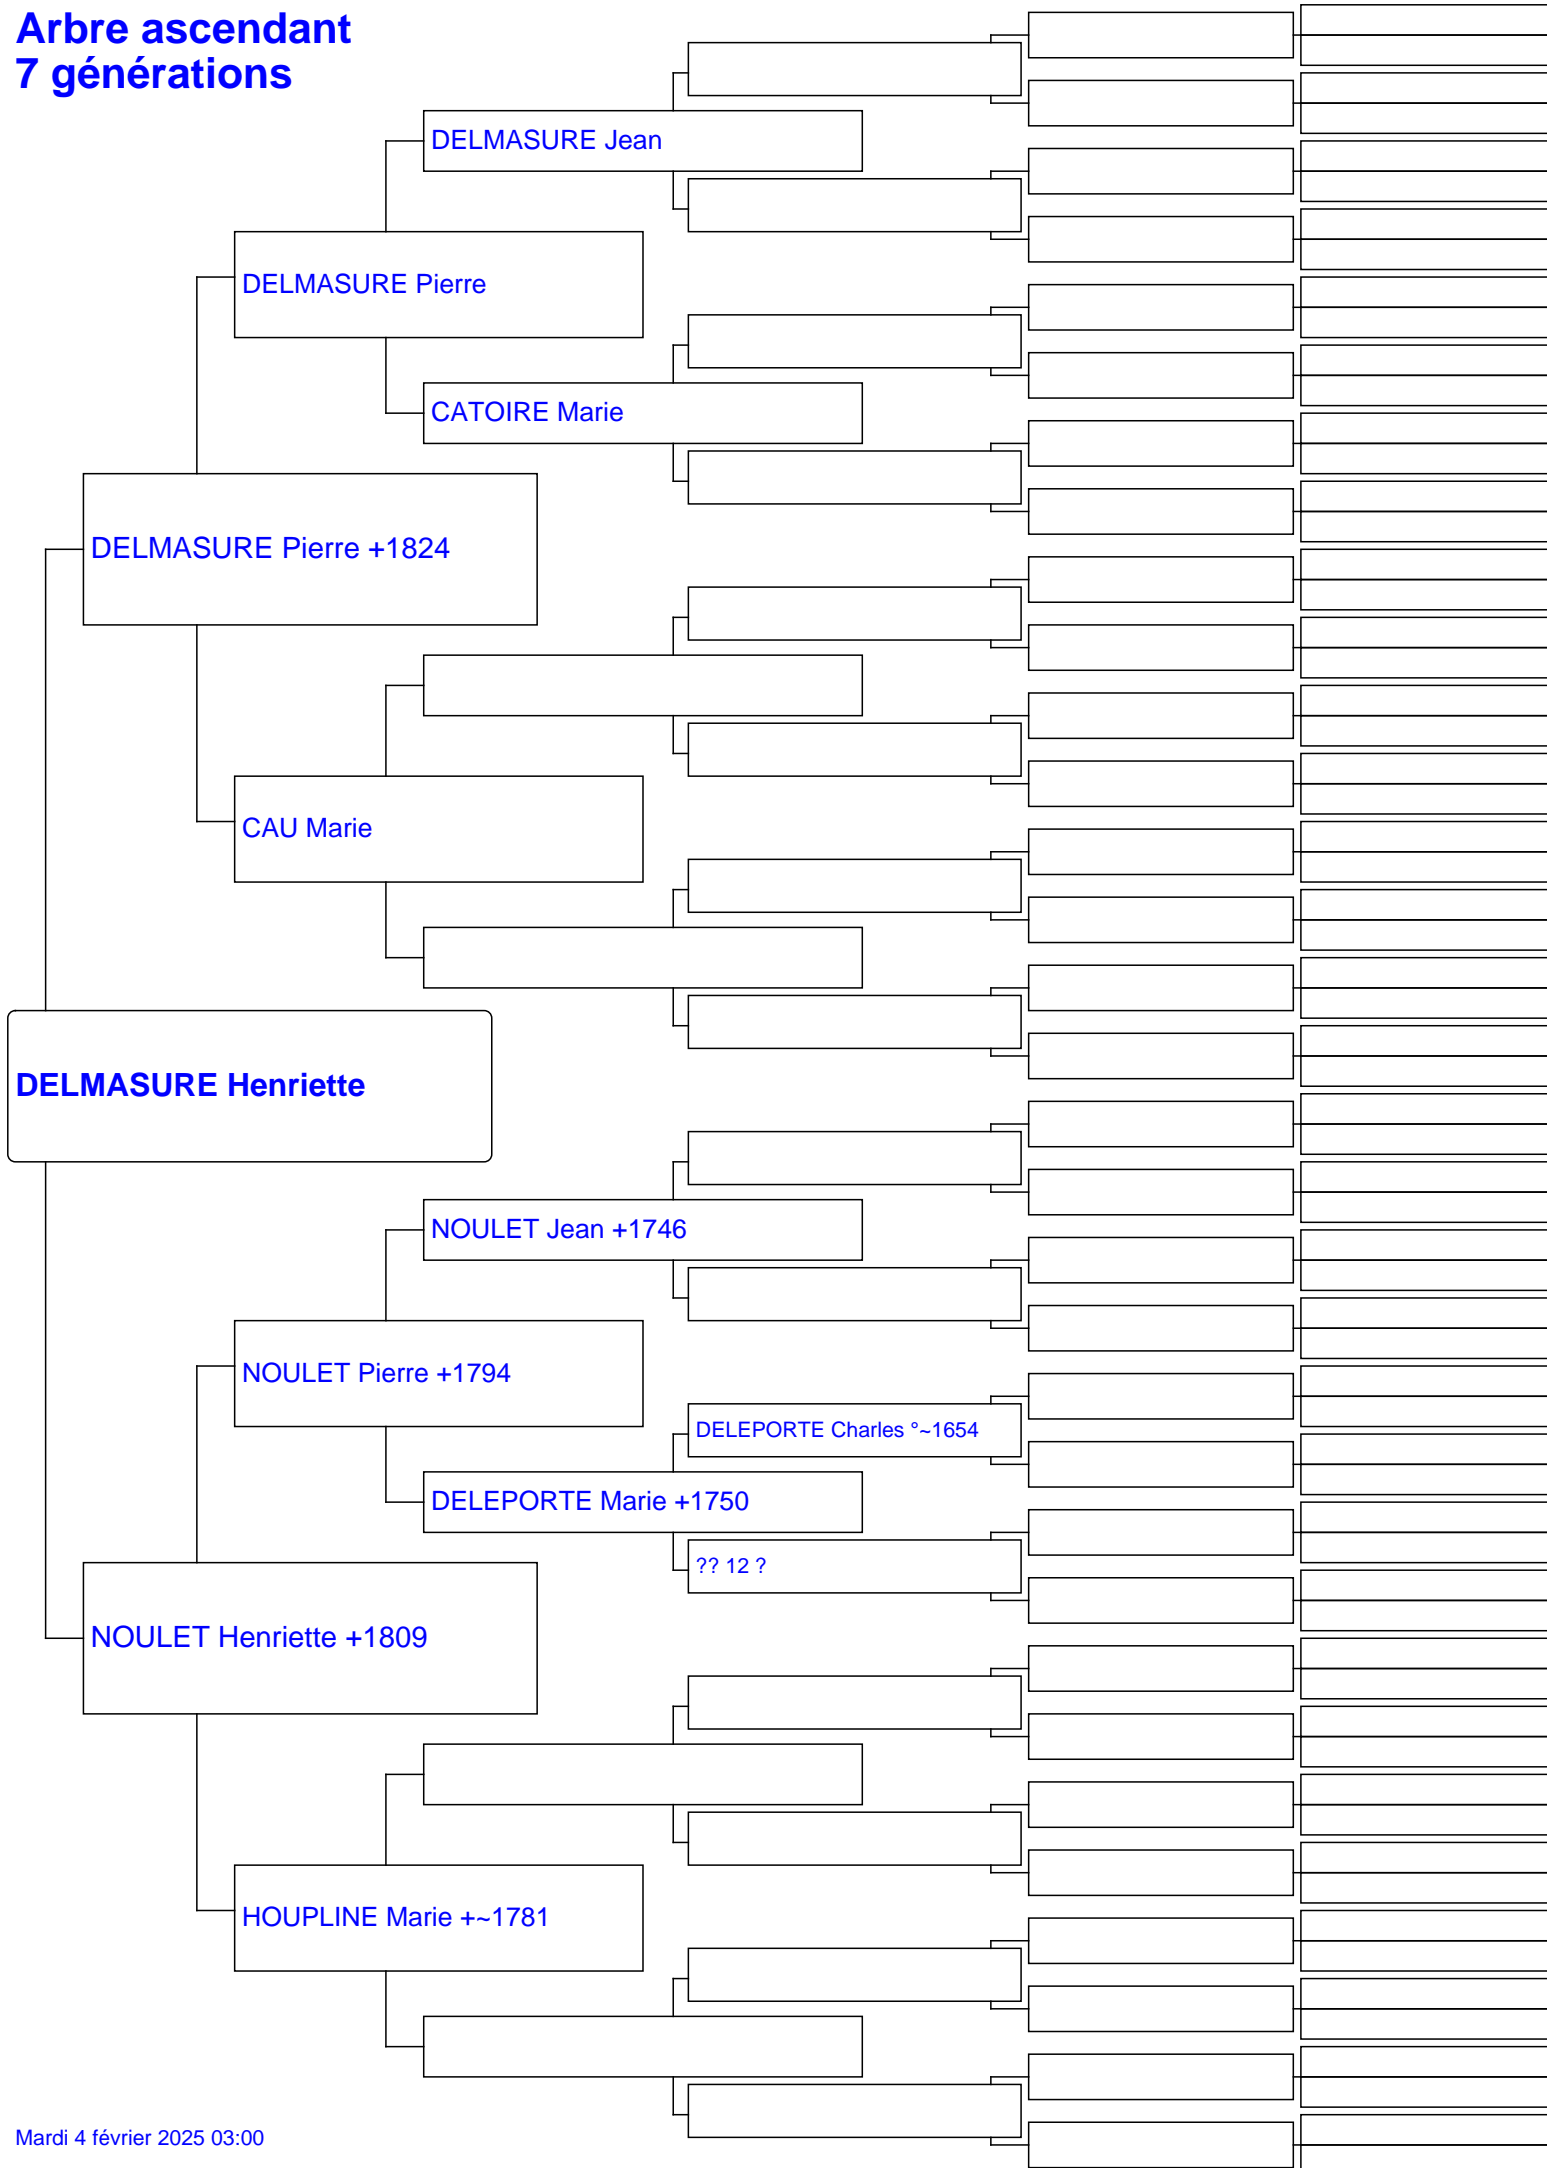 Arbre ascendant
7 générations
DELMASURE Jean
DELMASURE Pierre
CATOIRE Marie
DELMASURE Pierre +1824
CAU Marie
DELMASURE Henriette
NOULET Jean +1746
NOULET Pierre +1794
DELEPORTE Charles °~1654
DELEPORTE Marie +1750
?? 12 ?
NOULET Henriette +1809
HOUPLINE Marie +~1781
Mardi 4 février 2025 03:00